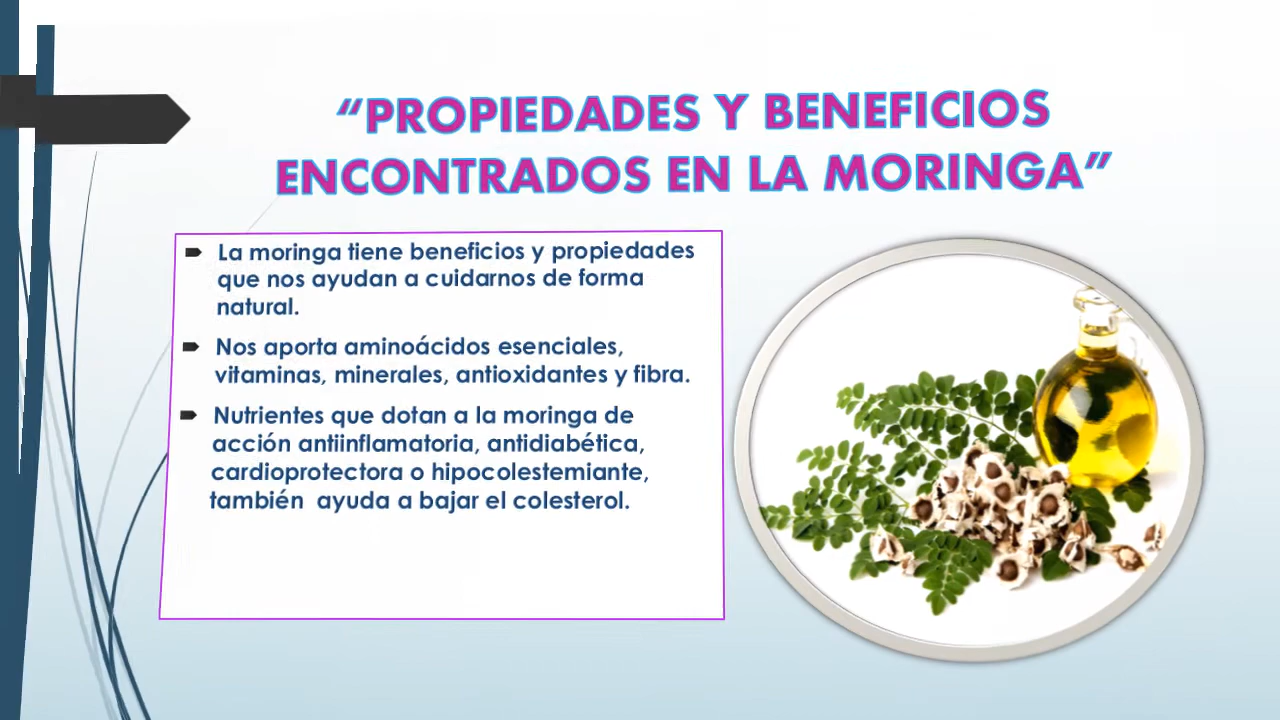 “PROPIEDADES Y BENEFICIOS
ENCONTRADOS EN LA MORINGA”
La moringa tiene beneficios y propiedades
que nos ayudan a cuidarnos de forma
natural.
Nos aporta aminoácidos esenciales,
vitaminas, minerales, antioxidantes y fibra.
Nutrientes que dotan a la moringa de
acción antiinflamatoria, antidiabética,
cardioprotectora o hipocolestemiante,
también  ayuda a bajar el colesterol.